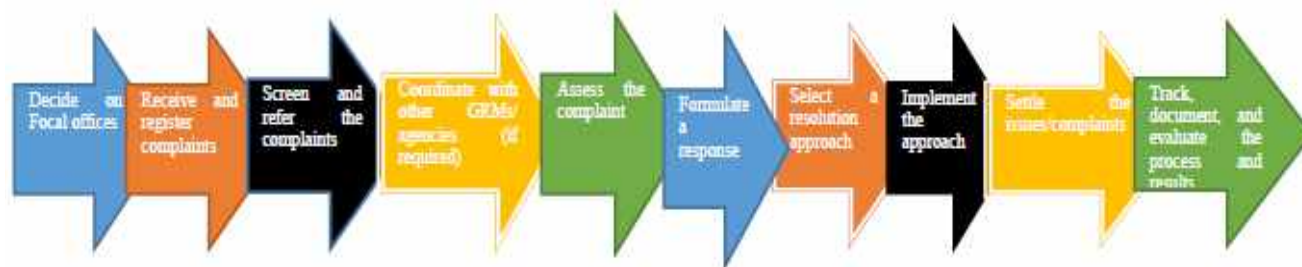 Decide on
Focal offices
Receive and
register
complaints
Screen and
refer the
complaints
Coordinate with
other GRMs/
agencies (if
required)
Assess the
complaint
Formulate
a
response
Select a
resolution
approach
Implement
the
approach
Settle the
issues/complaints
Track,
document, and
evaluate the
process and
results